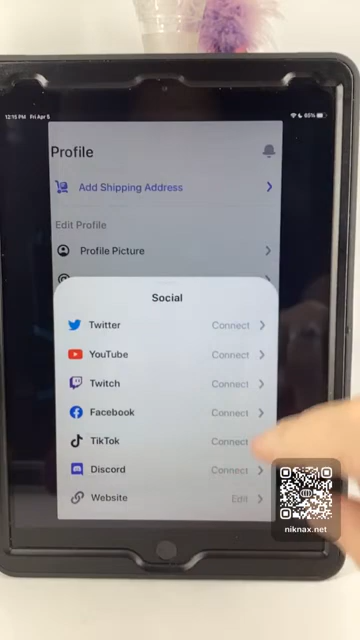 12:15 PM Fri Apr 5
65%
Profile
Add Shipping Address
Edit Profile
Profile Picture
Social
Twitter Connect
YouTube Connect
Twitch Connect
Facebook Connect
TikTok Connect
Discord Connect
Website Edit
niknax.net